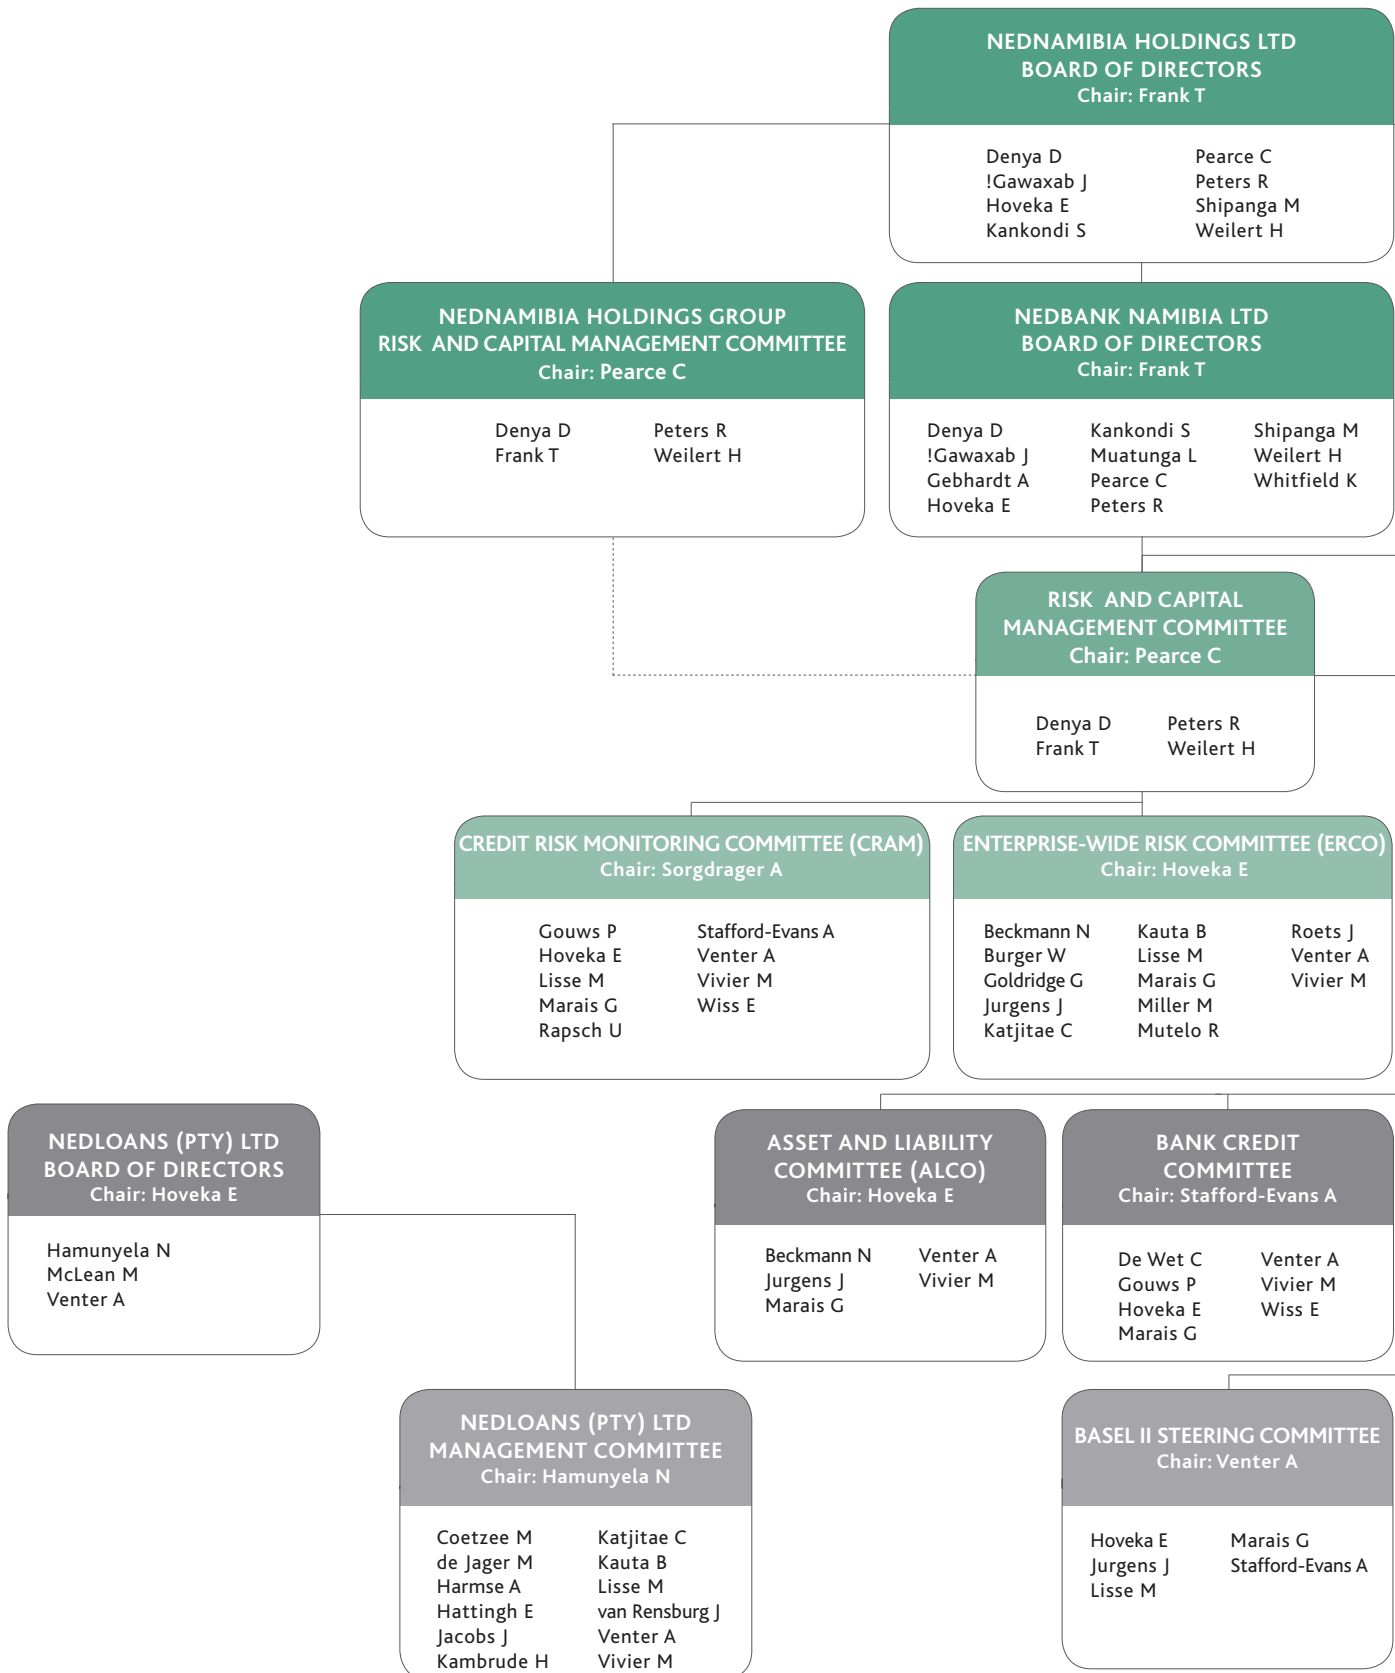 NEDNAMIBIA HOLDINGS LTD
BOARD OF DIRECTORS
Chair: Frank T
Denya D
!Gawaxab J
Hoveka E
Kankondi S
Pearce C
Peters R
Shipanga M
Weilert H
NEDNAMIBIA HOLDINGS GROUP
RISK AND CAPITAL MANAGEMENT COMMITTEE
Chair: Pearce C
Denya D
Frank T
Peters R
Weilert H
NEDBANK NAMIBIA LTD
BOARD OF DIRECTORS
Chair: Frank T
Denya D
!Gawaxab J
Gebhardt A
Hoveka E
Kankondi S
Muatunga L
Pearce C
Peters R
Shipanga M
Weilert H
Whitfield K
RISK AND CAPITAL
MANAGEMENT COMMITTEE
Chair: Pearce C
Denya D
Frank T
Peters R
Weilert H
CREDIT RISK MONITORING COMMITTEE (CRAM)
Chair: Sorgdrager A
Gouws P
Hoveka E
Lisse M
Marais G
Rapsch U
Stafford-Evans A
Venter A
Vivier M
Wiss E
ENTERPRISE-WIDE RISK COMMITTEE (ERCO)
Chair: Hoveka E
Beckmann N
Burger W
Goldridge G
Jurgens J
Katjitae C
Kauta B
Lisse M
Marais G
Miller M
Mutelo R
Roets J
Venter A
Vivier M
NEDLOANS (PTY) LTD
BOARD OF DIRECTORS
Chair: Hoveka E
Hamunyela N
McLean M
Venter A
ASSET AND LIABILITY
COMMITTEE (ALCO)
Chair: Hoveka E
Beckmann N
Jurgens J
Marais G
Venter A
Vivier M
BANK CREDIT
COMMITTEE
Chair: Stafford-Evans A
De Wet C
Gouws P
Hoveka E
Marais G
Venter A
Vivier M
Wiss E
NEDLOANS (PTY) LTD
MANAGEMENT COMMITTEE
Chair: Hamunyela N
Coetzee M
de Jager M
Harmse A
Hattingh E
Jacobs J
Kambrude H
Katjitae C
Kauta B
Lisse M
van Rensburg J
Venter A
Vivier M
BASEL II STEERING COMMITTEE
Chair: Venter A
Hoveka E
Jurgens J
Lisse M
Marais G
Stafford-Evans A